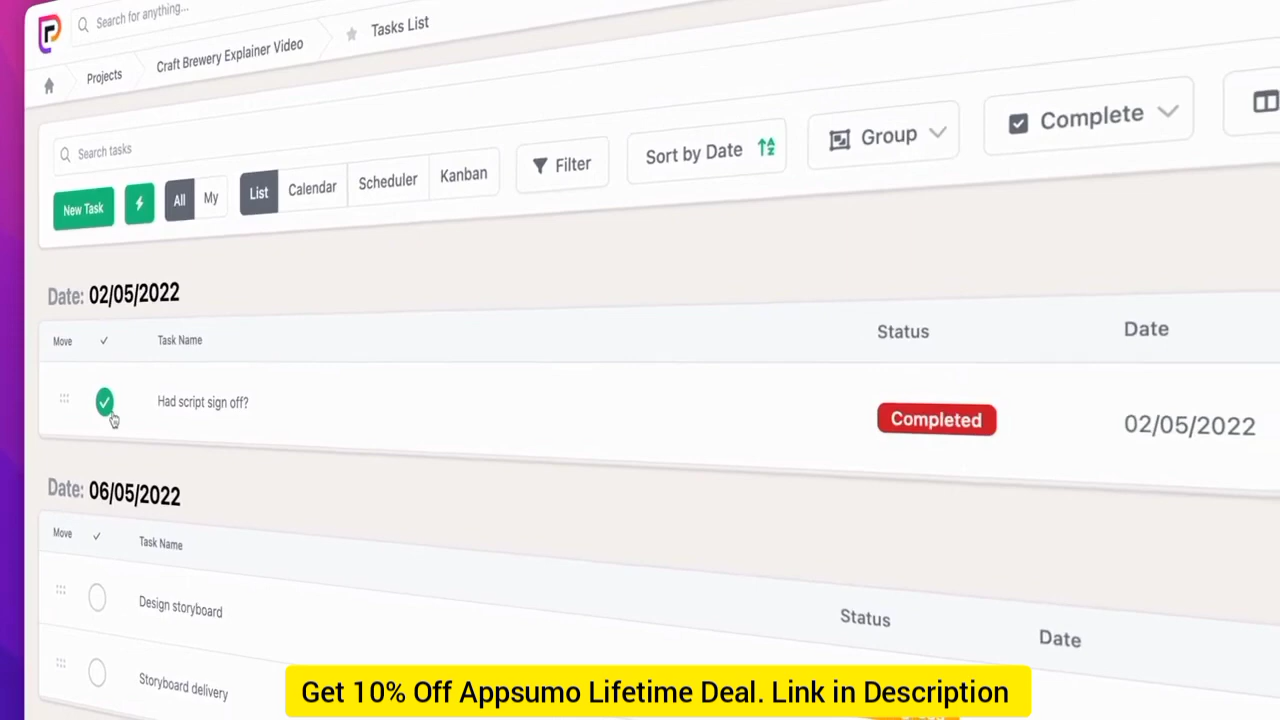 Search for anything...
Projects
Craft Brewery Explainer Video
Tasks List
Search tasks
New Task
All
My
List
Calendar
Scheduler
Kanban
Filter
Sort by Date
Group
Complete
Date: 02/05/2022
Move
Task Name
Status
Date
Had script sign off?
Completed
02/05/2022
Date: 06/05/2022
Move
Task Name
Status
Date
Design storyboard
Storyboard delivery
Get 10% Off Appsumo Lifetime Deal. Link in Description